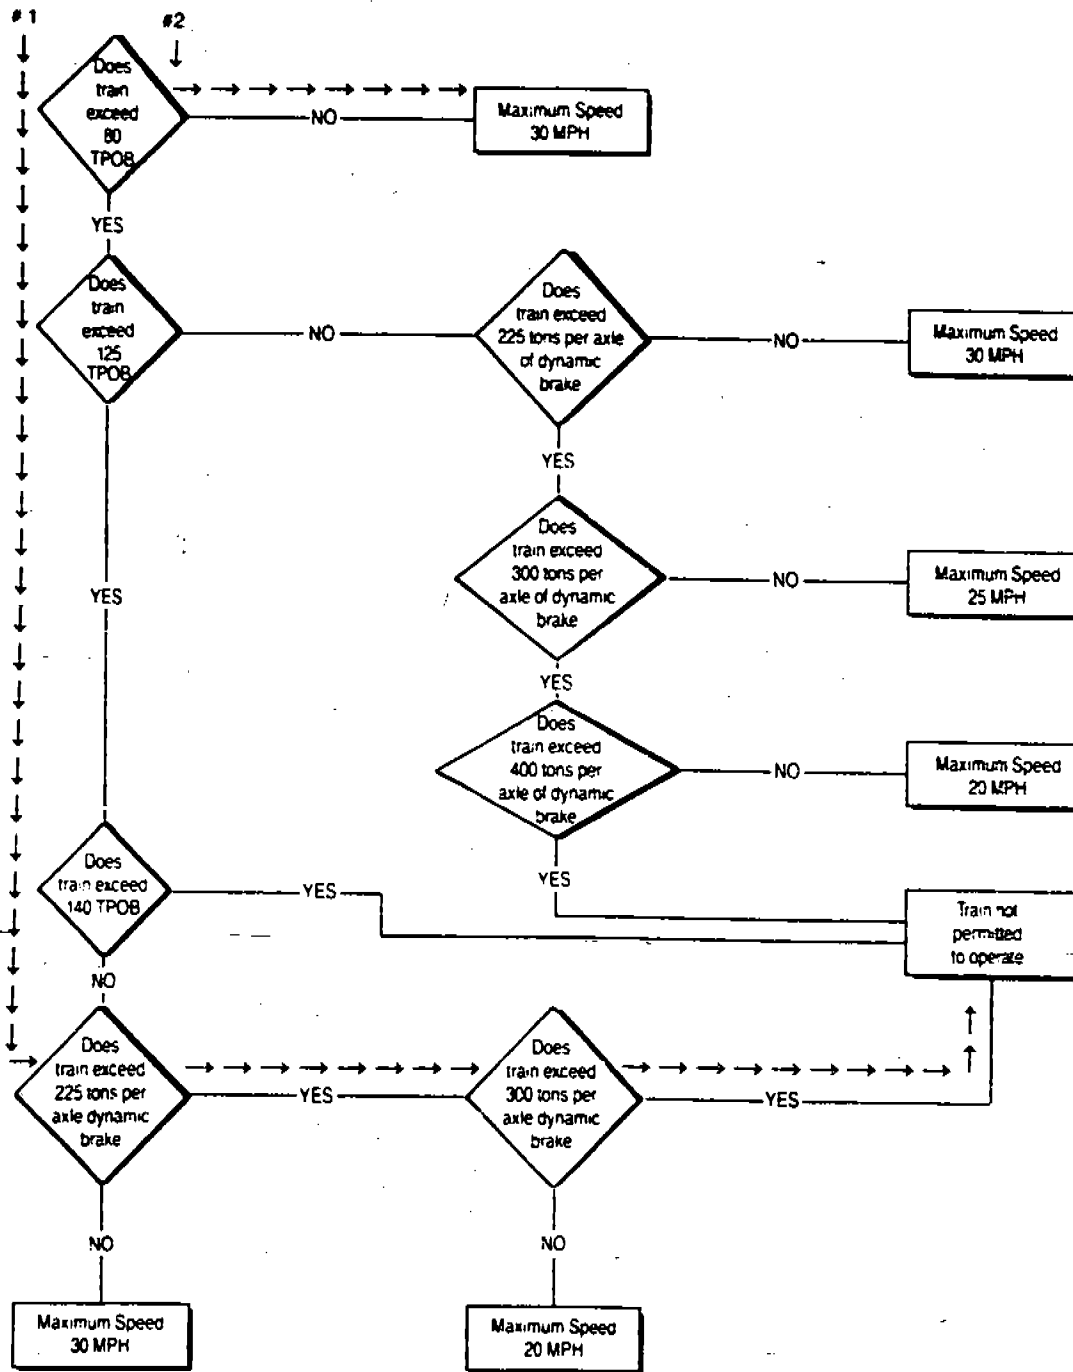 #1
#2
Does
train
exceed
80
TPOB
NO
Maximum Speed
30 MPH
YES
Does
train
exceed
125
TPOB
NO
Does
train exceed
225 tons per axle
of dynamic
brake
NO
Maximum Speed
30 MPH
YES
Does
train exceed
300 tons per
axle of dynamic
brake
NO
Maximum Speed
25 MPH
YES
YES
Does
train exceed
400 tons per
axle of dynamic
brake
NO
Maximum Speed
20 MPH
YES
Does
train exceed
140 TPOB
YES
Train not
permitted
to operate
NO
Does
train exceed
225 tons per
axle dynamic
brake
YES
Does
train exceed
300 tons per
axle dynamic
brake
YES
NO
NO
Maximum Speed
30 MPH
Maximum Speed
20 MPH